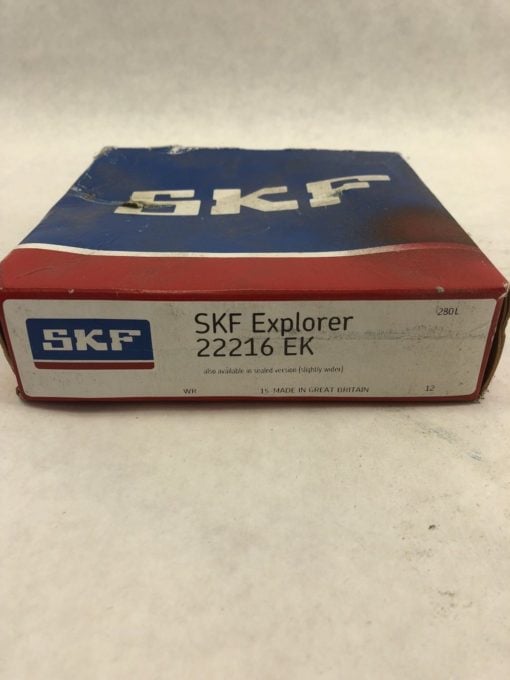 SKF
SKF
SKF Explorer
280L
22216 EK
also available in sealed version (slightly wider)
WR 15 MADE IN GREAT BRITAIN 12